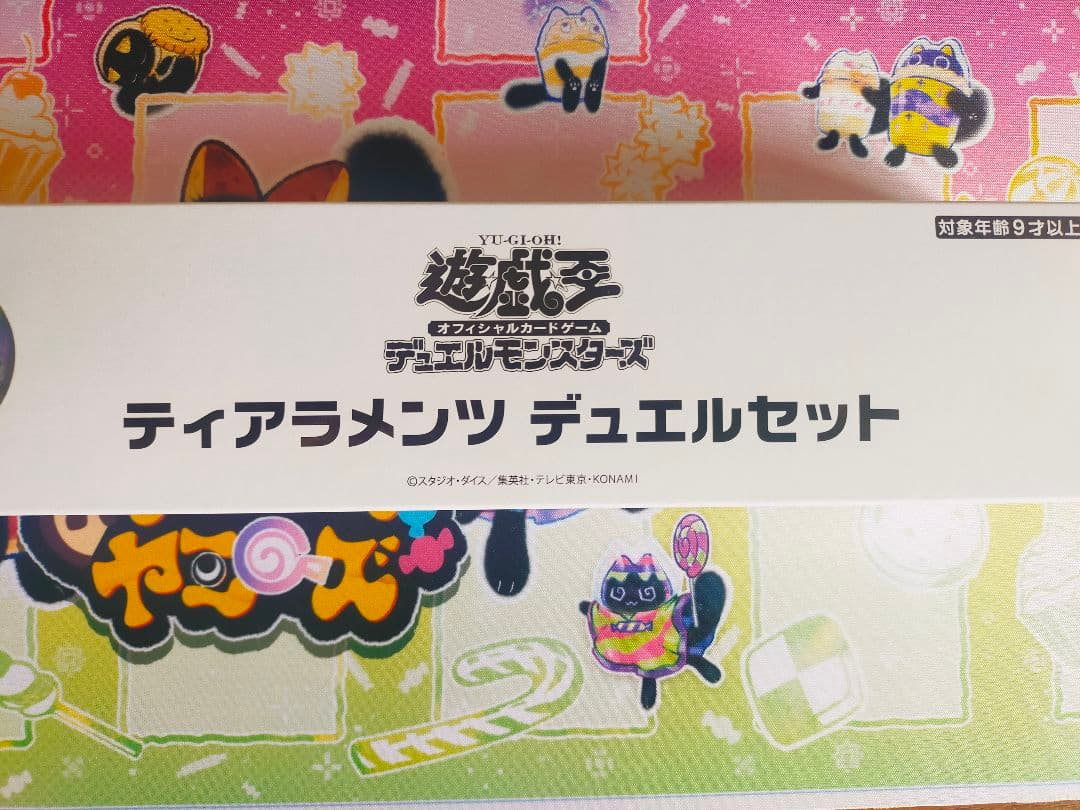 対象年齢9才以上
YU-GI-OH!
遊戯王
オフィシャルカードゲーム
デュエルモンスターズ
ティアラメンツ デュエルセット
©スタジオ・ダイス／集英社・テレビ東京・KONAMI